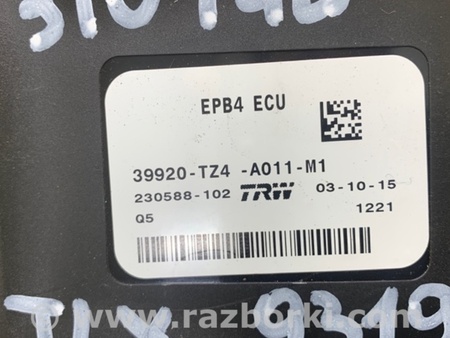 EPB4 ECU
39920-TZ4 -A011-M1
230588-102 TRW 03-10-15
Q5 1221
TLX 9319
www.razborki.com